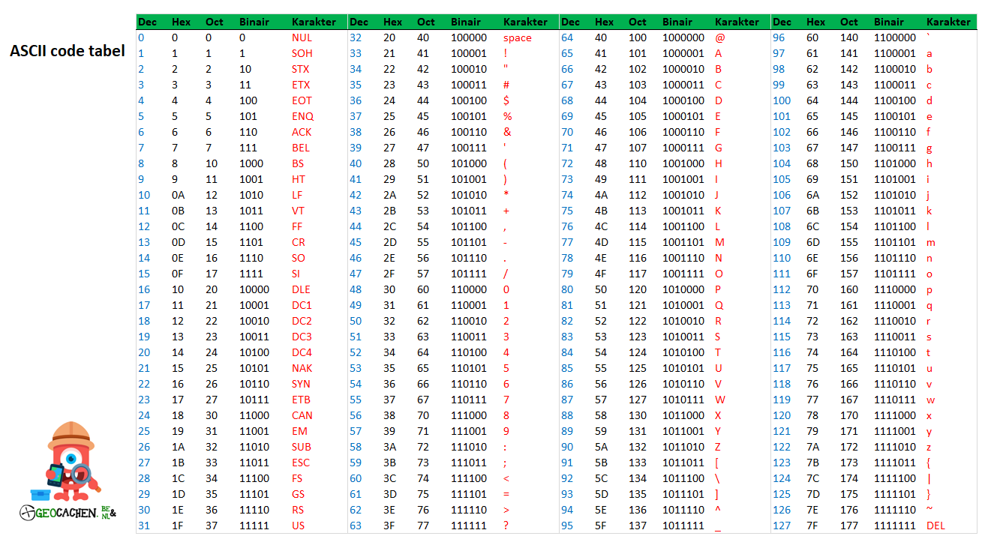 Dec Hex Oct Binair Karakter Dec Hex Oct Binair Karakter Dec Hex Oct Binair Karakter Dec Hex Oct Binair Karakter
0 0 0 0 NUL 32 20 40 100000 space 64 40 100 1000000 @ 96 60 140 1100000 `
ASCII code tabel
1 1 1 1 SOH 33 21 41 100001 ! 65 41 101 1000001 A 97 61 141 1100001 a
2 2 2 10 STX 34 22 42 100010 " 66 42 102 1000010 B 98 62 142 1100010 b
3 3 3 11 ETX 35 23 43 100011 # 67 43 103 1000011 C 99 63 143 1100011 c
4 4 4 100 EOT 36 24 44 100100 $ 68 44 104 1000100 D 100 64 144 1100100 d
5 5 5 101 ENQ 37 25 45 100101 % 69 45 105 1000101 E 101 65 145 1100101 e
6 6 6 110 ACK 38 26 46 100110 & 70 46 106 1000110 F 102 66 146 1100110 f
7 7 7 111 BEL 39 27 47 100111 ' 71 47 107 1000111 G 103 67 147 1100111 g
8 8 10 1000 BS 40 28 50 101000 ( 72 48 110 1001000 H 104 68 150 1101000 h
9 9 11 1001 HT 41 29 51 101001 ) 73 49 111 1001001 I 105 69 151 1101001 i
10 0A 12 1010 LF 42 2A 52 101010 * 74 4A 112 1001010 J 106 6A 152 1101010 j
11 0B 13 1011 VT 43 2B 53 101011 + 75 4B 113 1001011 K 107 6B 153 1101011 k
12 0C 14 1100 FF 44 2C 54 101100 , 76 4C 114 1001100 L 108 6C 154 1101100 l
13 0D 15 1101 CR 45 2D 55 101101 - 77 4D 115 1001101 M 109 6D 155 1101101 m
14 0E 16 1110 SO 46 2E 56 101110 . 78 4E 116 1001110 N 110 6E 156 1101110 n
15 0F 17 1111 SI 47 2F 57 101111 / 79 4F 117 1001111 O 111 6F 157 1101111 o
16 10 20 10000 DLE 48 30 60 110000 0 80 50 120 1010000 P 112 70 160 1110000 p
17 11 21 10001 DC1 49 31 61 110001 1 81 51 121 1010001 Q 113 71 161 1110001 q
18 12 22 10010 DC2 50 32 62 110010 2 82 52 122 1010010 R 114 72 162 1110010 r
19 13 23 10011 DC3 51 33 63 110011 3 83 53 123 1010011 S 115 73 163 1110011 s
20 14 24 10100 DC4 52 34 64 110100 4 84 54 124 1010100 T 116 74 164 1110100 t
21 15 25 10101 NAK 53 35 65 110101 5 85 55 125 1010101 U 117 75 165 1110101 u
22 16 26 10110 SYN 54 36 66 110110 6 86 56 126 1010110 V 118 76 166 1110110 v
23 17 27 10111 ETB 55 37 67 110111 7 87 57 127 1010111 W 119 77 167 1110111 w
24 18 30 11000 CAN 56 38 70 111000 8 88 58 130 1011000 X 120 78 170 1111000 x
25 19 31 11001 EM 57 39 71 111001 9 89 59 131 1011001 Y 121 79 171 1111001 y
26 1A 32 11010 SUB 58 3A 72 111010 : 90 5A 132 1011010 Z 122 7A 172 1111010 z
27 1B 33 11011 ESC 59 3B 73 111011 ; 91 5B 133 1011011 [ 123 7B 173 1111011 {
28 1C 34 11100 FS 60 3C 74 111100 < 92 5C 134 1011100 \ 124 7C 174 1111100 |
29 1D 35 11101 GS 61 3D 75 111101 = 93 5D 135 1011101 ] 125 7D 175 1111101 }
30 1E 36 11110 RS 62 3E 76 111110 > 94 5E 136 1011110 ^ 126 7E 176 1111110 ~
31 1F 37 11111 US 63 3F 77 111111 ? 95 5F 137 1011111 _ 127 7F 177 1111111 DEL
GEOCACHEN. BE & NL